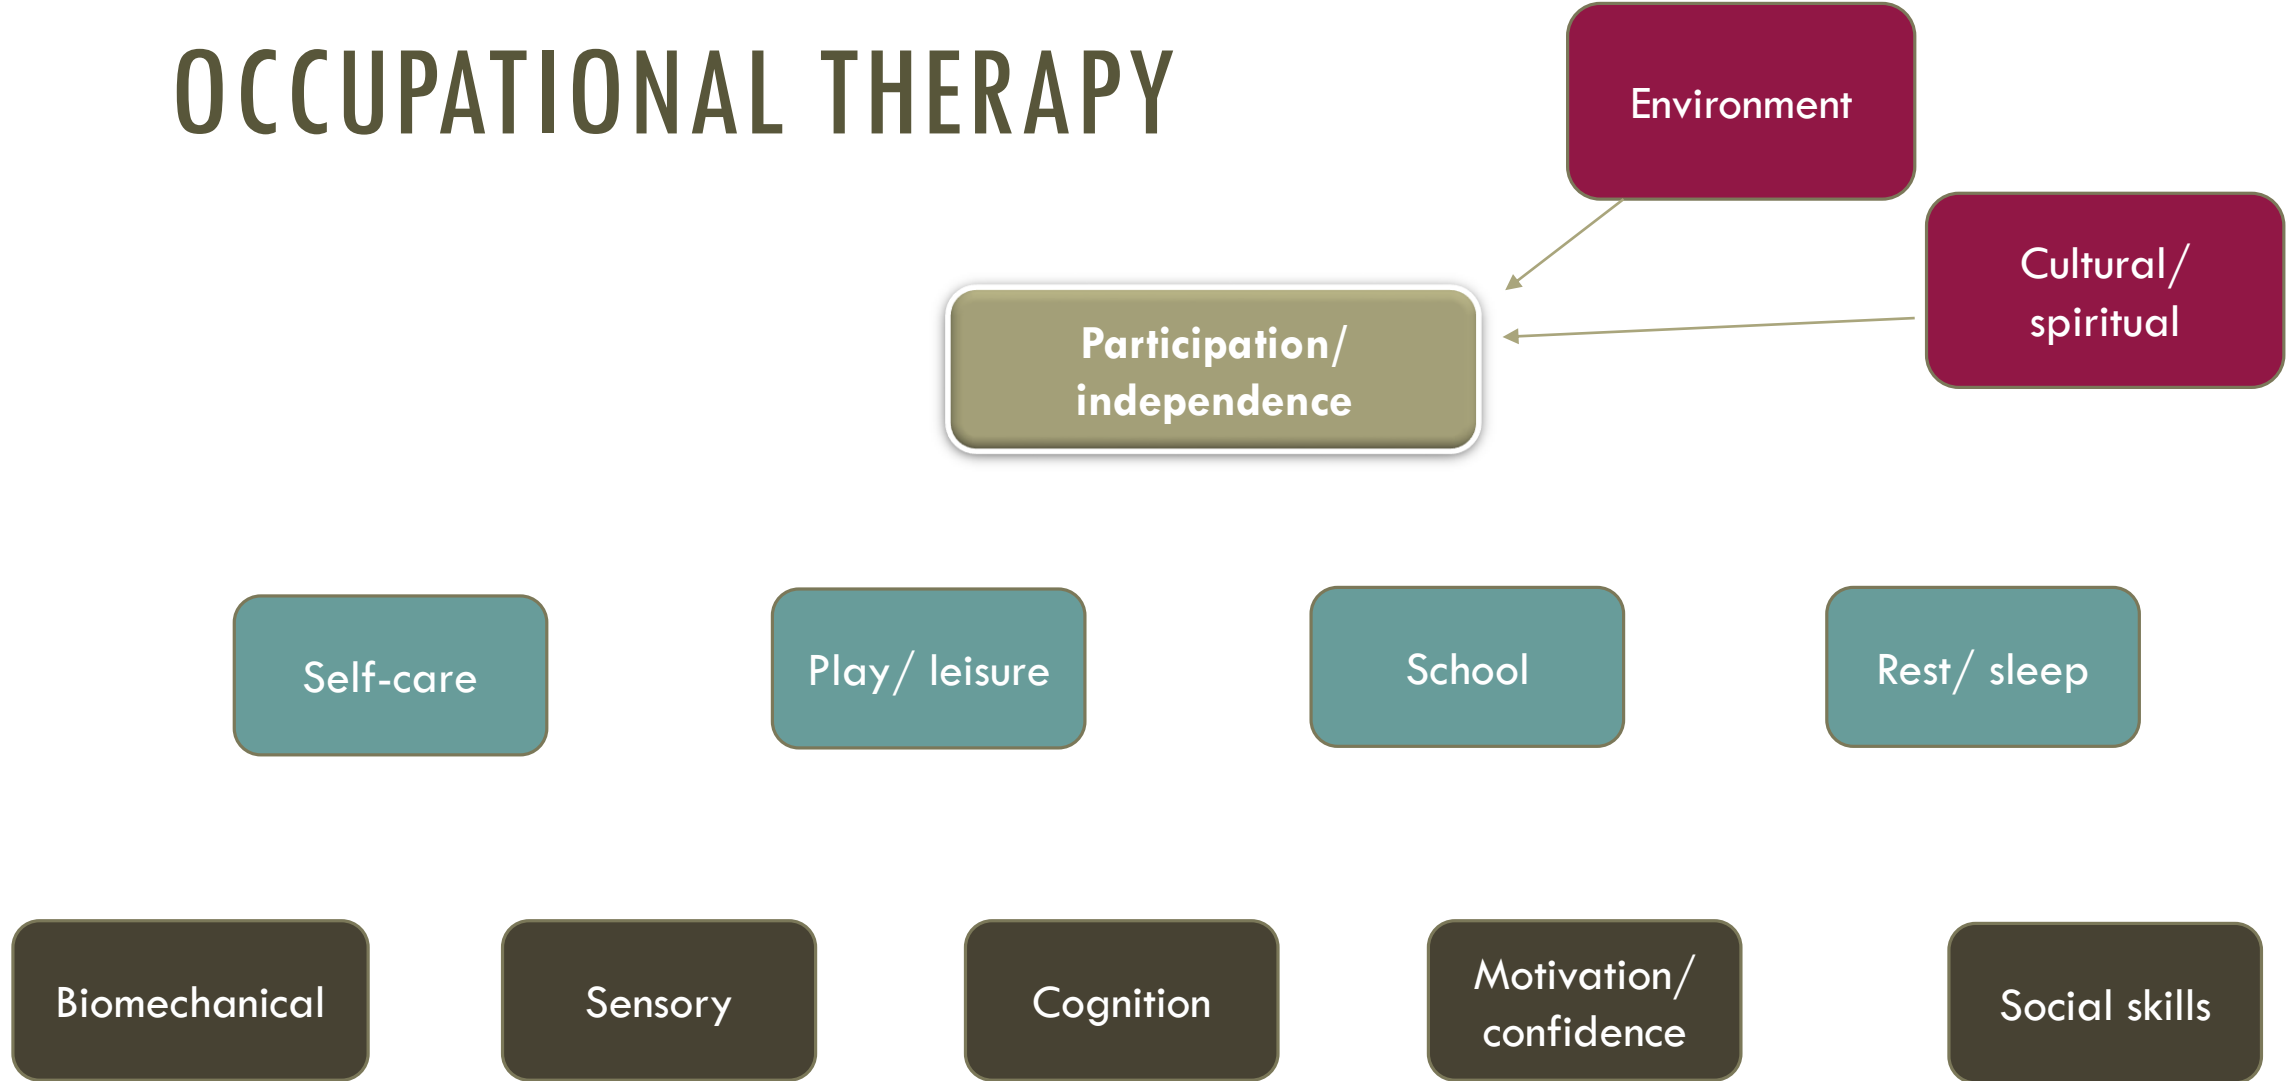 OCCUPATIONAL THERAPY
Environment
Cultural/
spiritual
Participation/
independence
Self-care
Play/ leisure
School
Rest/ sleep
Biomechanical
Sensory
Cognition
Motivation/
confidence
Social skills